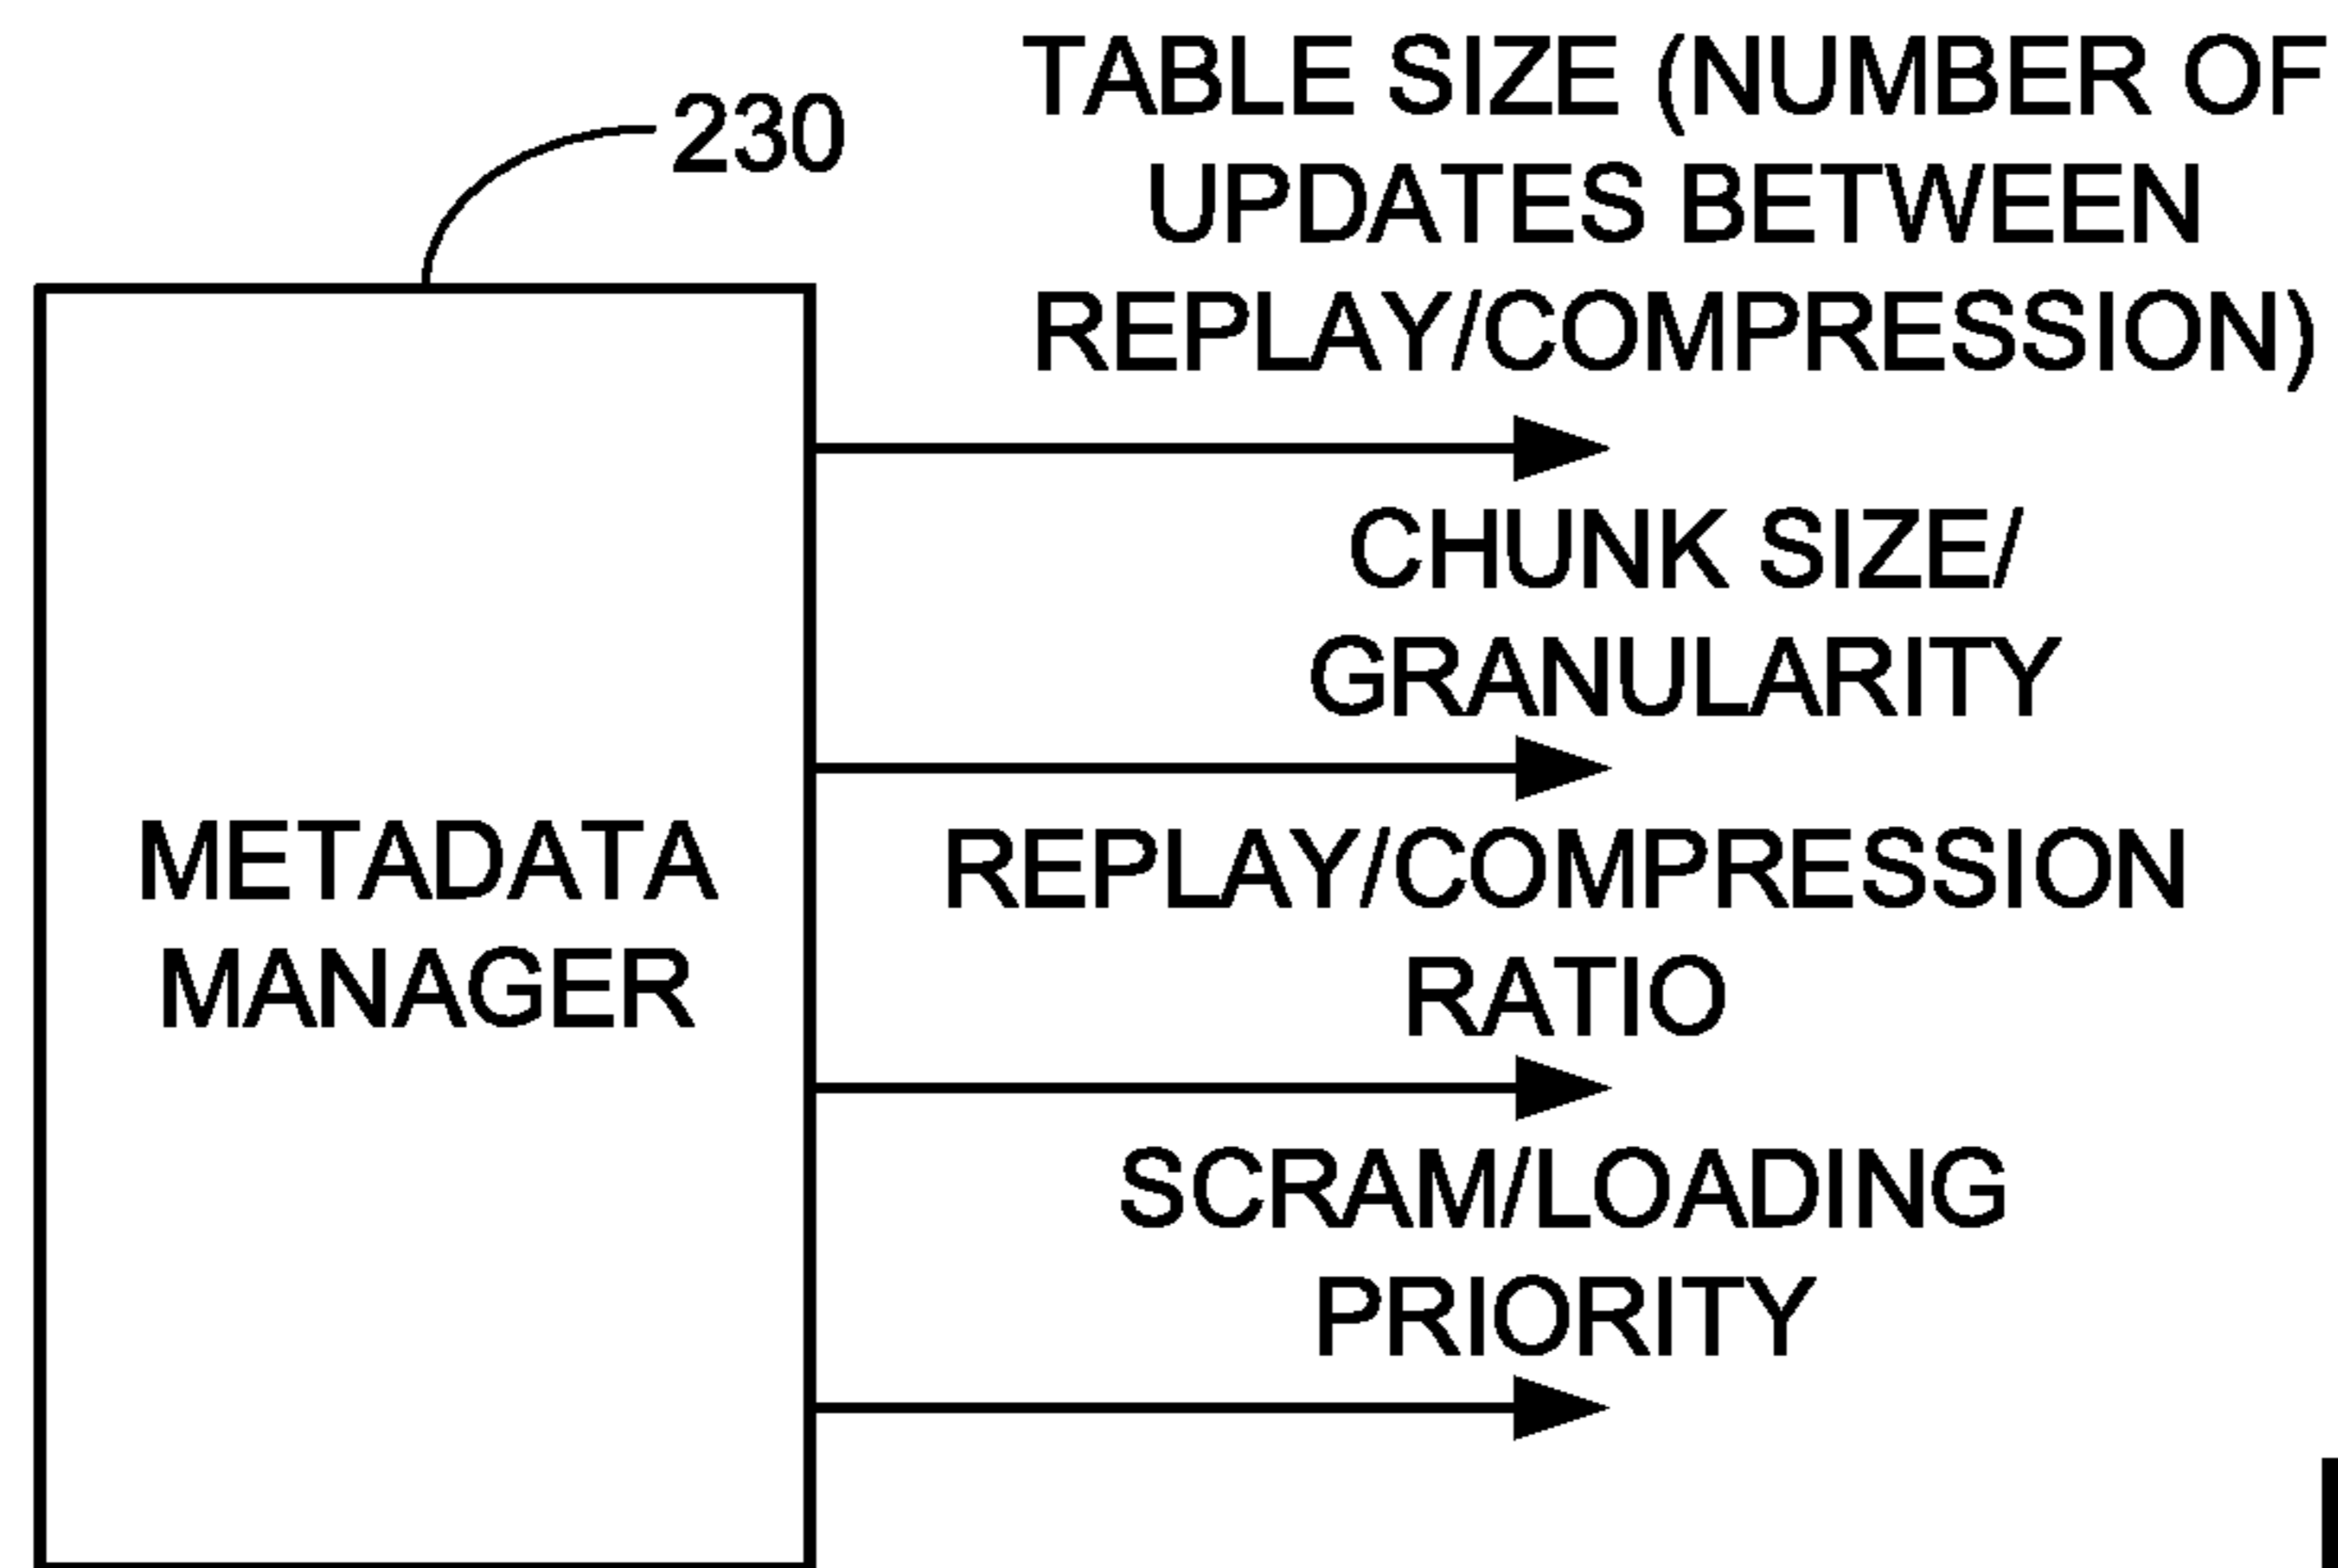 TABLE SIZE (NUMBER OF
UPDATES BETWEEN
REPLAY/COMPRESSION)
230
CHUNK SIZE/
GRANULARITY
METADATA
MANAGER
REPLAY/COMPRESSION
RATIO
SCRAM/LOADING
PRIORITY